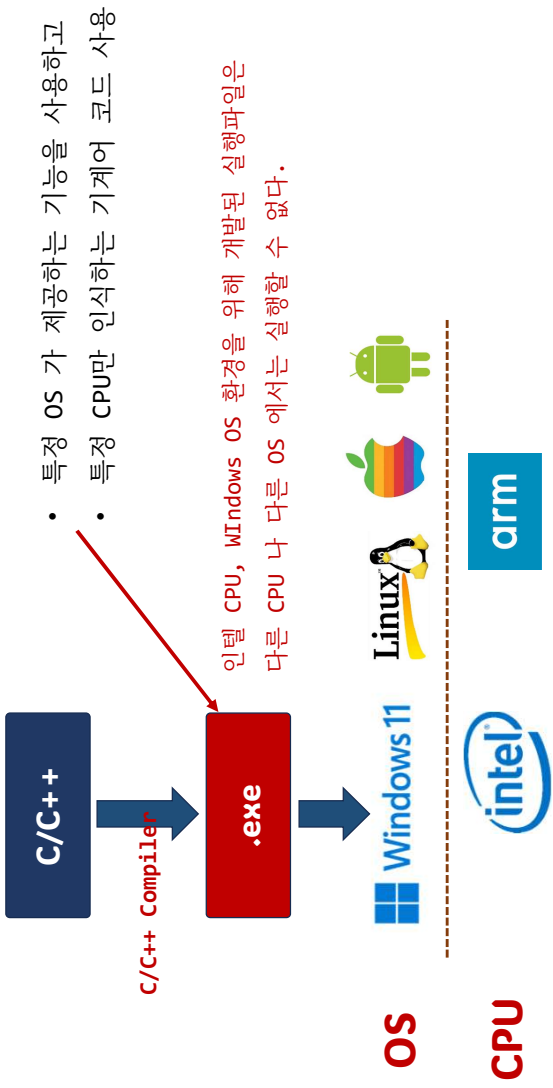 C/C++
• 특정 OS 가 제공하는 기능을 사용하고
• 특정 CPU만 인식하는 기계어 코드 사용
C/C++ Compiler
.exe
인텔 CPU, WIndows OS 환경을 위해 개발된 실행파일은
다른 CPU 나 다른 OS 에서는 실행할 수 없다.
OS
Windows 11
Linux
CPU
intel
arm